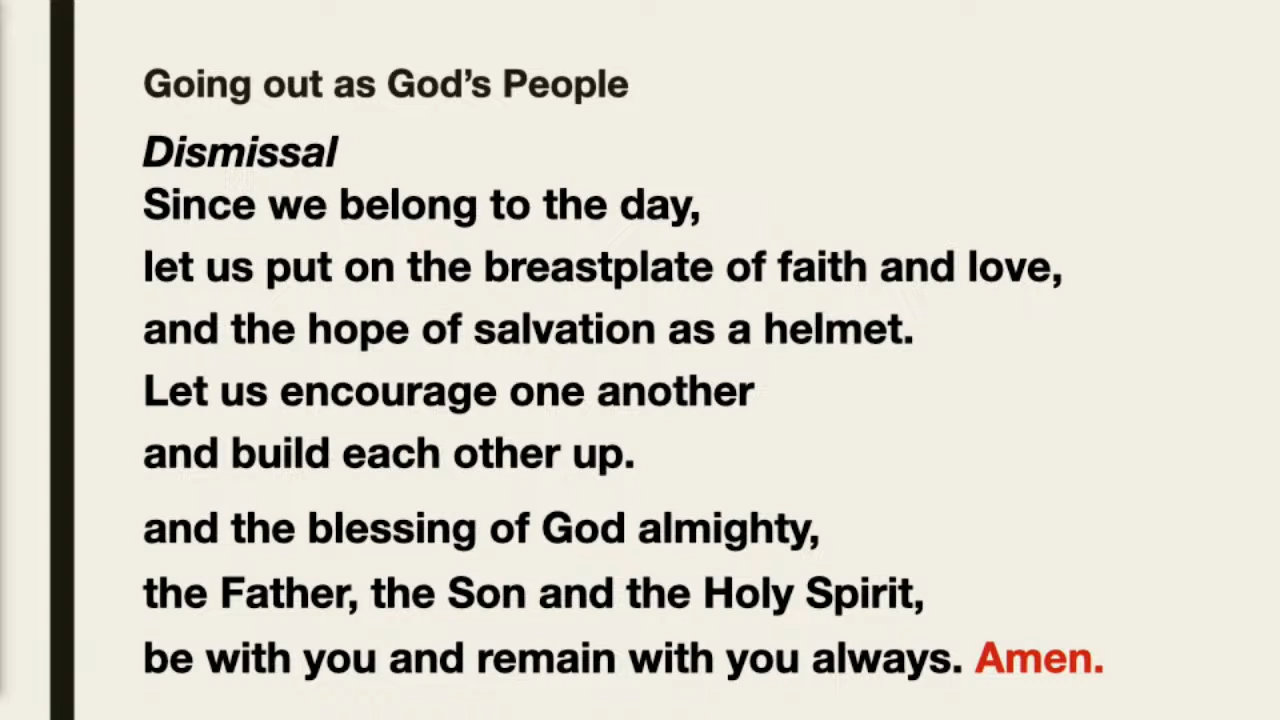 Going out as God’s People
Dismissal
Since we belong to the day,
let us put on the breastplate of faith and love,
and the hope of salvation as a helmet.
Let us encourage one another
and build each other up.
and the blessing of God almighty,
the Father, the Son and the Holy Spirit,
be with you and remain with you always. Amen.